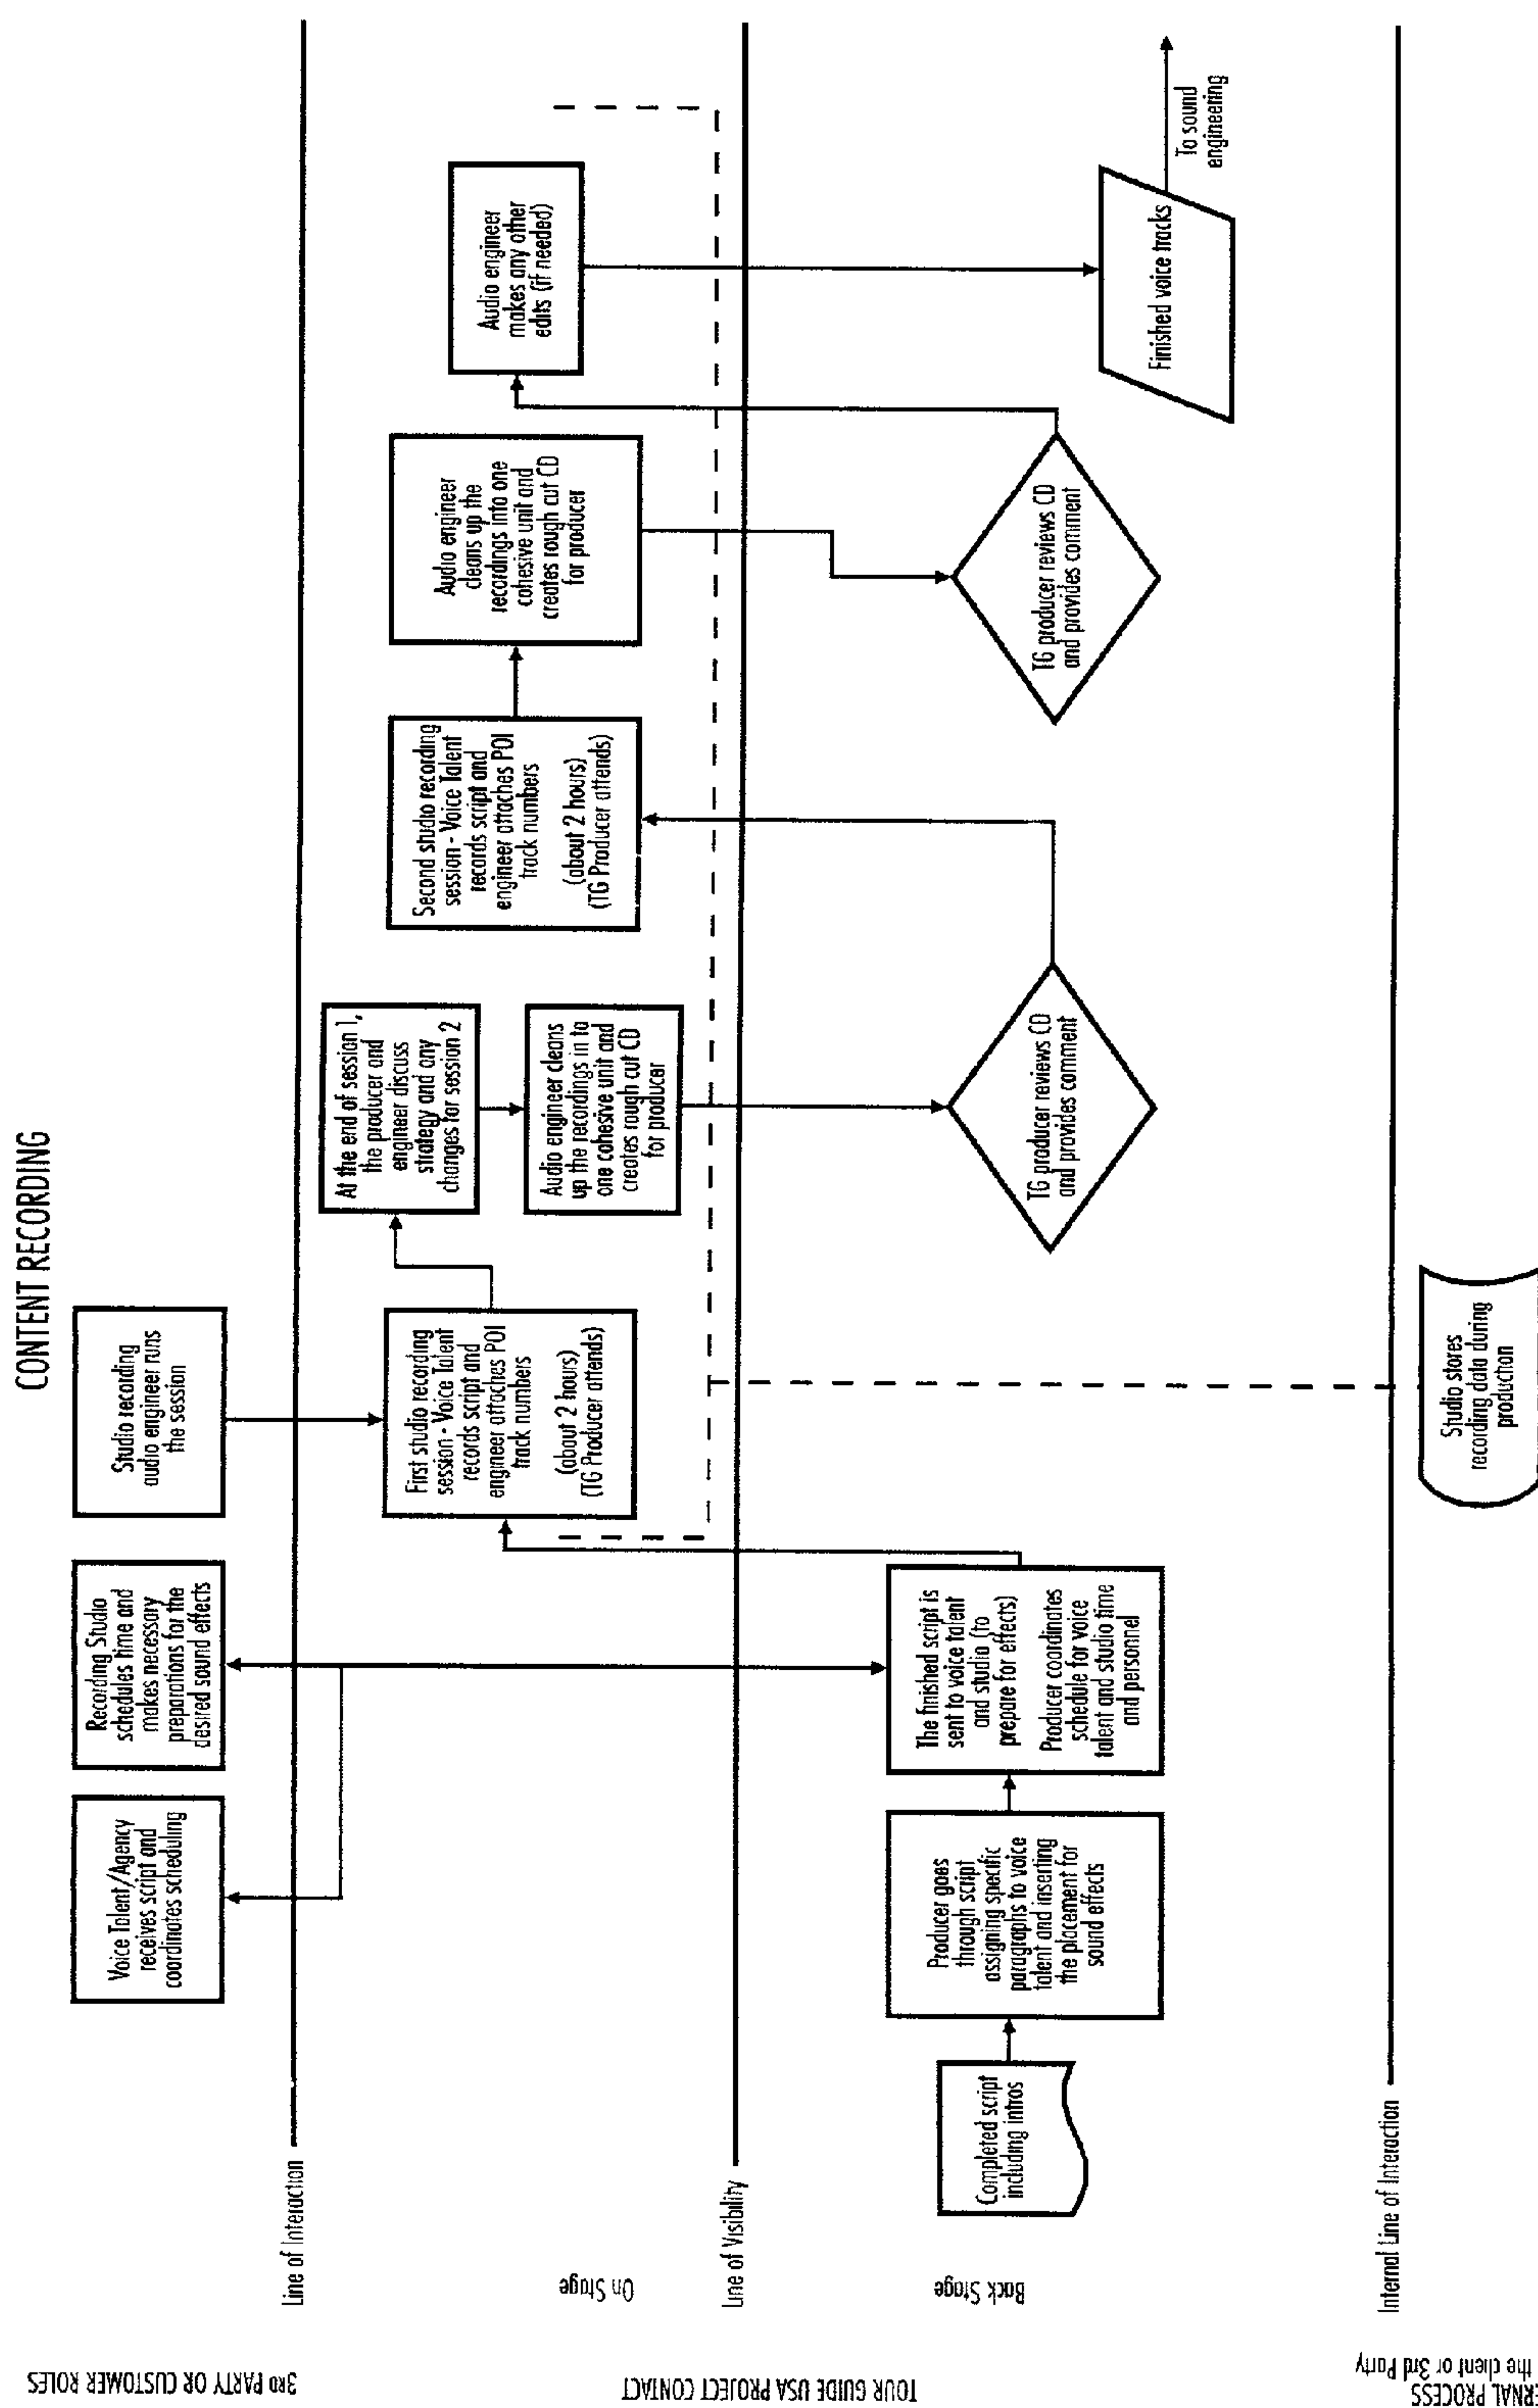 CONTENT RECORDING
3RD PARTY OR CUSTOMER ROLES
Voice Talent/Agency
receives script and
coordinates scheduling
Recording Studio
schedules time and
makes necessary
preparations for the
desired sound effects
Studio recording
audio engineer runs
the session
Line of Interaction
TOUR GUIDE USA PROJECT CONTACT
On Stage
First studio recording
session - Voice Talent
records script and
engineer attaches POI
track numbers
(about 2 hours)
(TG Producer attends)
At the end of session 1,
the producer and
engineer discuss
strategy and any
changes for session 2
Audio engineer cleans
up the recordings in to
one cohesive unit and
creates rough cut CD
for producer
Second studio recording
session - Voice Talent
records script and
engineer attaches POI
track numbers
(about 2 hours)
(TG Producer attends)
Audio engineer
cleans up the
recordings into one
cohesive unit and
creates rough cut CD
for producer
Audio engineer
makes any other
edits (if needed)
Line of Visibility
Back Stage
Completed script
including intros
Producer goes
through script
assigning specific
paragraphs to voice
talent and inserting
the placement for
sound effects
The finished script is
sent to voice talent
and studio (to
prepare for effects)
Producer coordinates
schedule for voice
talent and studio time
and personnel
TG producer reviews CD
and provides comment
TG producer reviews CD
and provides comment
Finished voice tracks
To sound
engineering
Internal Line of Interaction
RNAL PROCESS
the client or 3rd Party
Studio stores
recording data during
production